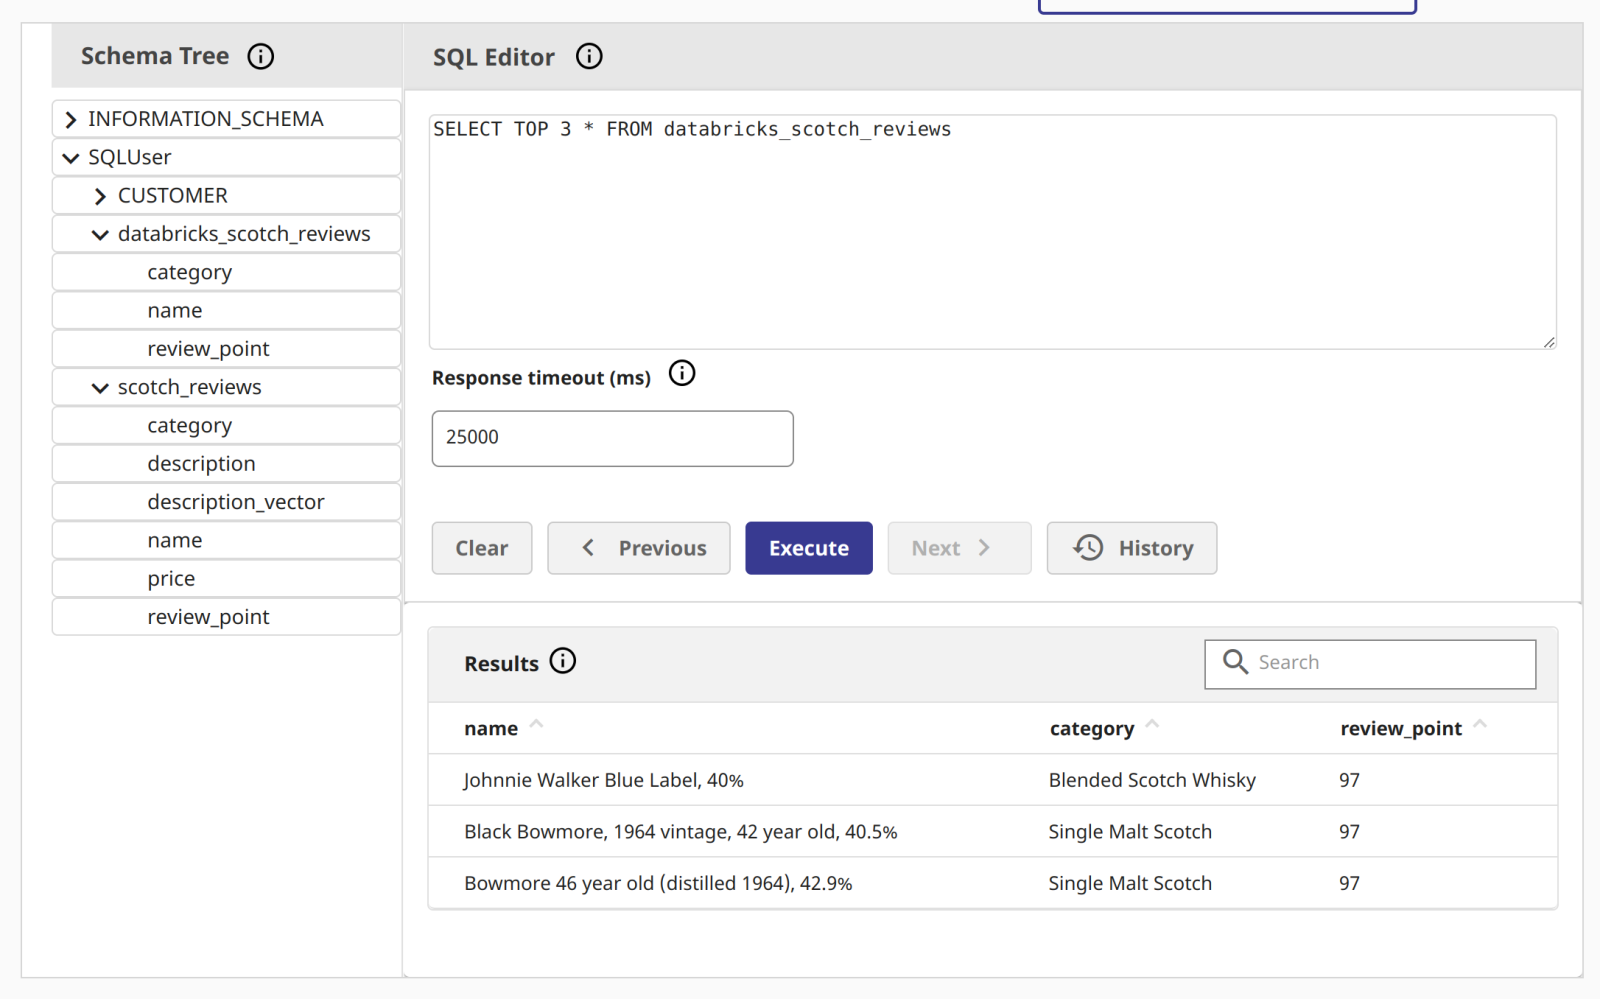 Schema Tree
INFORMATION_SCHEMA
SQLUser
CUSTOMER
databricks_scotch_reviews
category
name
review_point
scotch_reviews
category
description
description_vector
name
price
review_point
SQL Editor
SELECT TOP 3 * FROM databricks_scotch_reviews
Response timeout (ms)
25000
Clear Previous Execute Next History
Results Search
name category review_point
Johnnie Walker Blue Label, 40% Blended Scotch Whisky 97
Black Bowmore, 1964 vintage, 42 year old, 40.5% Single Malt Scotch 97
Bowmore 46 year old (distilled 1964), 42.9% Single Malt Scotch 97